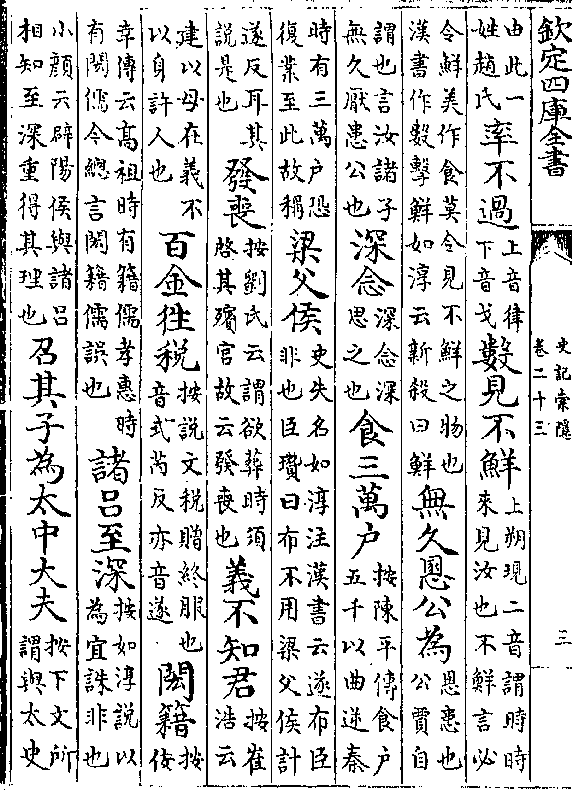 欽定四庫全書
史記索隱
卷二十三
三
由此一
姓趙氏
率不過
上音律
下音戈
數見不鮮
上朔現二音謂時時
來見汝也不鮮言必
令鮮美作食莫令見不鮮之物也
漢書作數擊鮮如淳云新殺曰鮮
無久慁公為
慁患也
公賈自
謂也言汝諸子
無久厭患公也
深念
深念深
思之也
食三萬户
按陳平傳食户
五千以曲逆秦
時有三萬户恐
復業至此故稱
梁父侯
史失名如淳注漢書云遂布臣
非也臣瓚曰布不用梁父侯計
遂反耳其
說是也
發喪
按劉氏云謂欲葬時須
啓其殯宫故云發喪也
義不知君
按崔
浩云
建以母在義不
以身許人也
百金往税
按說文税贈終服也
音式芮反亦音遂
閎籍
按
佞
幸傳云高祖時有籍儒孝惠時
有閎儒今總言閎籍儒誤也
諸吕至深
按如淳說以
為宜誅非也
小顔云辟陽侯與諸吕
相知至深重得其理也
召其子為太中大夫
按下文所
謂與太史